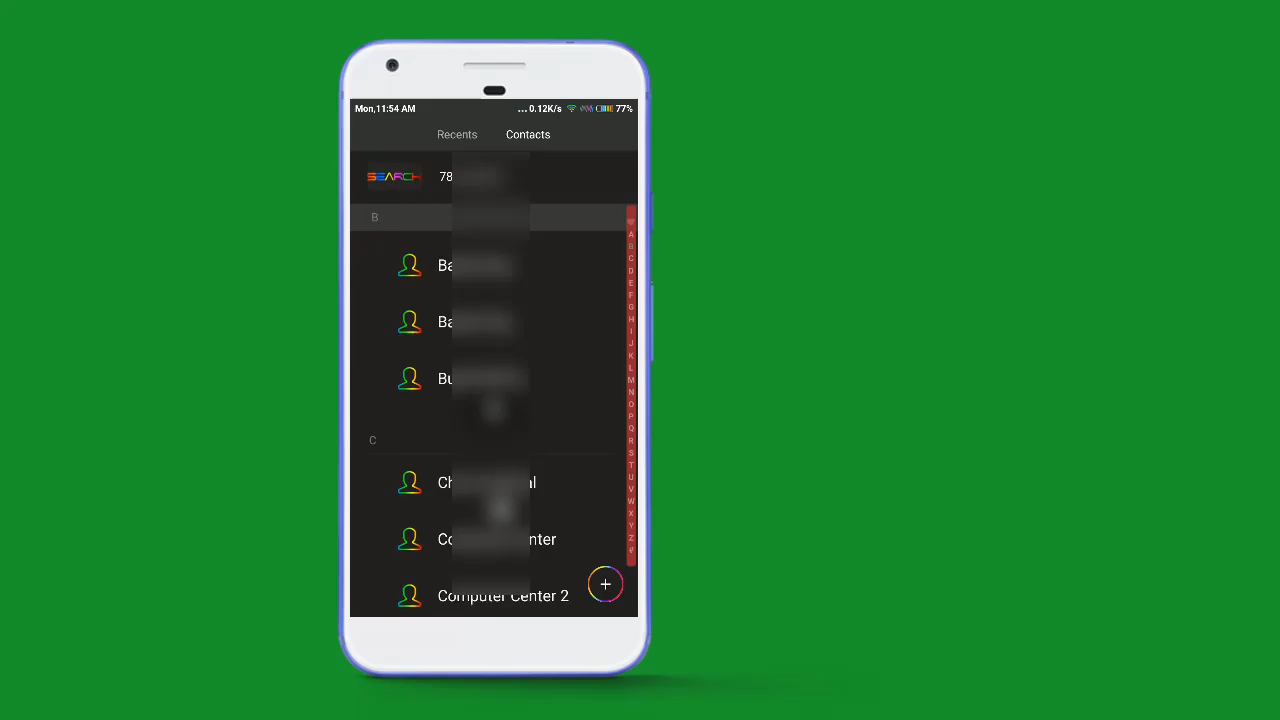 Mon,11:54 AM ... 0.12K/s 77%
Recents Contacts
SEARCH 78
B
Ba
Ba
Bu
C
Ch
Co nter
Computer Center 2
+
A
B
C
D
E
F
G
H
I
J
K
L
M
N
O
P
Q
R
S
T
U
V
W
X
Y
Z
#